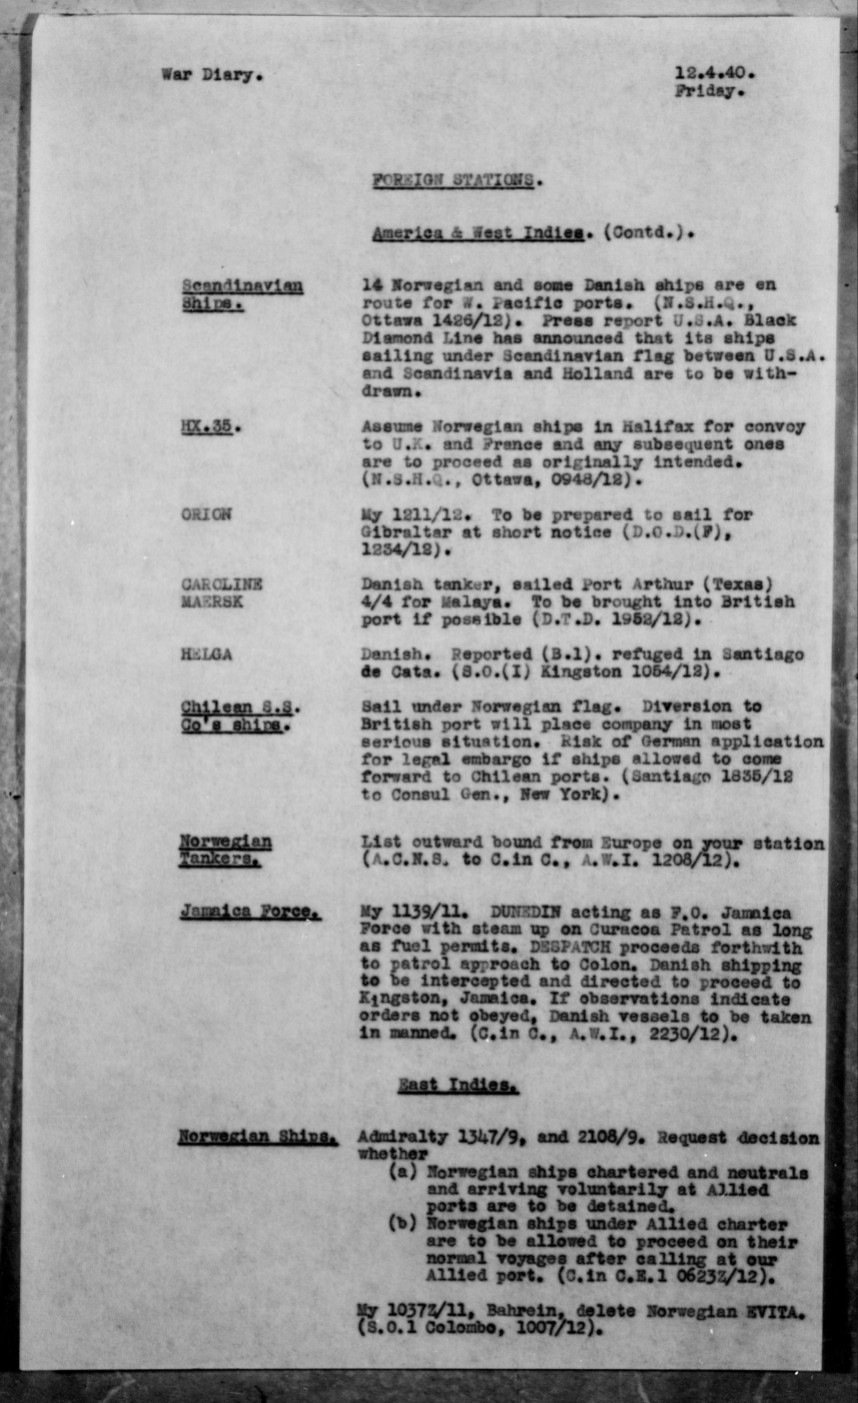 War Diary.
12.4.40.
Friday.
FOREIGN STATIONS.
America & West Indies. (Contd.).
Scandinavian
Ships.
14 Norwegian and some Danish ships are en
route for W. Pacific ports. (N.S.H.Q.,
Ottawa 1426/12). Press report U.S.A. Black
Diamond Line has announced that its ships
sailing under Scandinavian flag between U.S.A.
and Scandinavia and Holland are to be with-
drawn.
HX.35.
Assume Norwegian ships in Halifax for convoy
to U.K. and France and any subsequent ones
are to proceed as originally intended.
(N.S.H.Q., Ottawa, 0948/12).
ORION
My 1211/12. To be prepared to sail for
Gibraltar at short notice (D.O.D.(F),
1234/12).
CAROLINE
MAERSK
Danish tanker, sailed Port Arthur (Texas)
4/4 for Malaya. To be brought into British
port if possible (D.T.D. 1952/12).
HELGA
Danish. Reported (B.1). refuged in Santiago
de Cata. (S.O.(I) Kingston 1054/12).
Chilean S.S.
Co's ships.
Sail under Norwegian flag. Diversion to
British port will place company in most
serious situation. Risk of German application
for legal embargo if ships allowed to come
forward to Chilean ports. (Santiago 1835/12
to Consul Gen., New York).
Norwegian
Tankers.
List outward bound from Europe on your station
(A.C.N.S. to C.in C., A.W.I. 1208/12).
Jamaica Force.
My 1139/11. DUNEDIN acting as F.O. Jamaica
Force with steam up on Curacoa Patrol as long
as fuel permits. DESPATCH proceeds forthwith
to patrol approach to Colon. Danish shipping
to be intercepted and directed to proceed to
Kingston, Jamaica. If observations indicate
orders not obeyed, Danish vessels to be taken
in manned. (C.in C., A.W.I., 2230/12).
East Indies.
Norwegian Ships.
Admiralty 1347/9, and 2108/9. Request decision
whether
(a) Norwegian ships chartered and neutrals
and arriving voluntarily at Allied
ports are to be detained.
(b) Norwegian ships under Allied charter
are to be allowed to proceed on their
normal voyages after calling at our
Allied port. (C.in C.E.1 0623Z/12).
My 1037Z/11, Bahrein, delete Norwegian EVITA.
(S.O.1 Colombo, 1007/12).